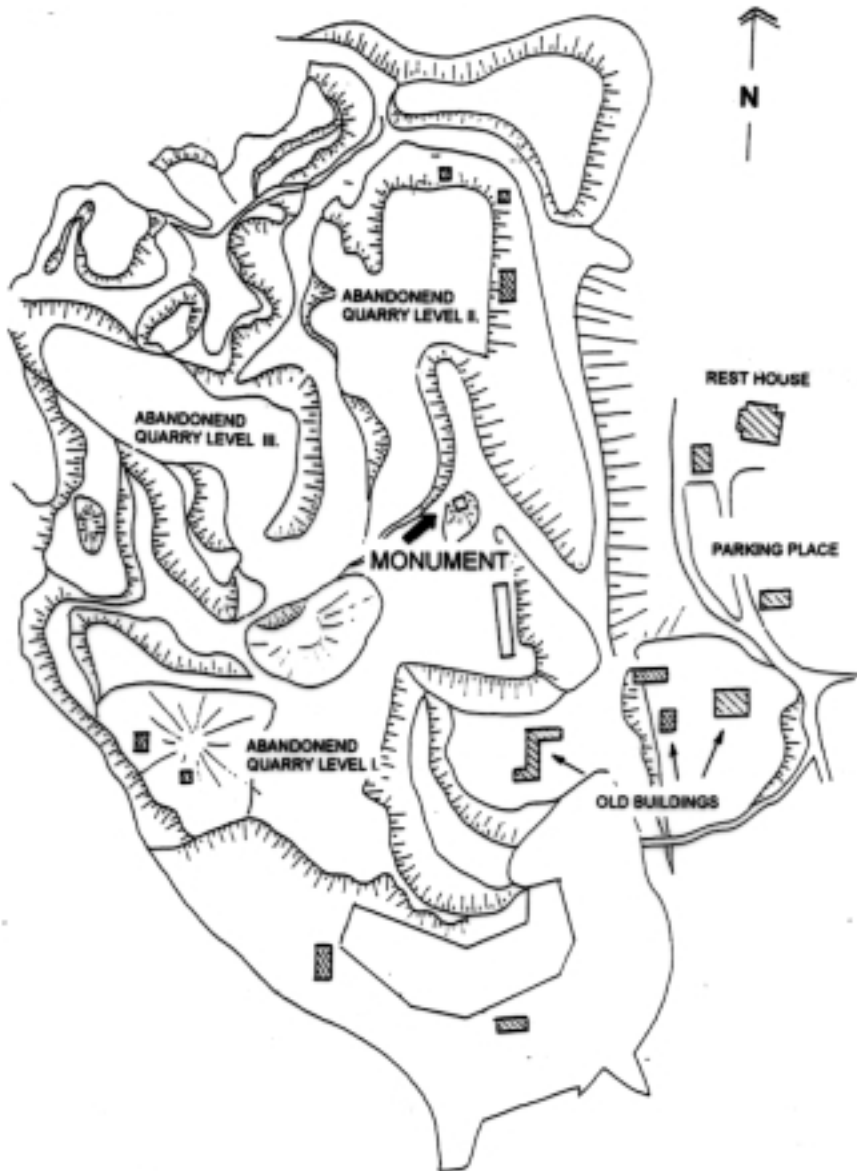 N
ABANDONEND
QUARRY LEVEL II.
REST HOUSE
ABANDONEND
QUARRY LEVEL III.
PARKING PLACE
MONUMENT
ABANDONEND
QUARRY LEVEL I.
OLD BUILDINGS